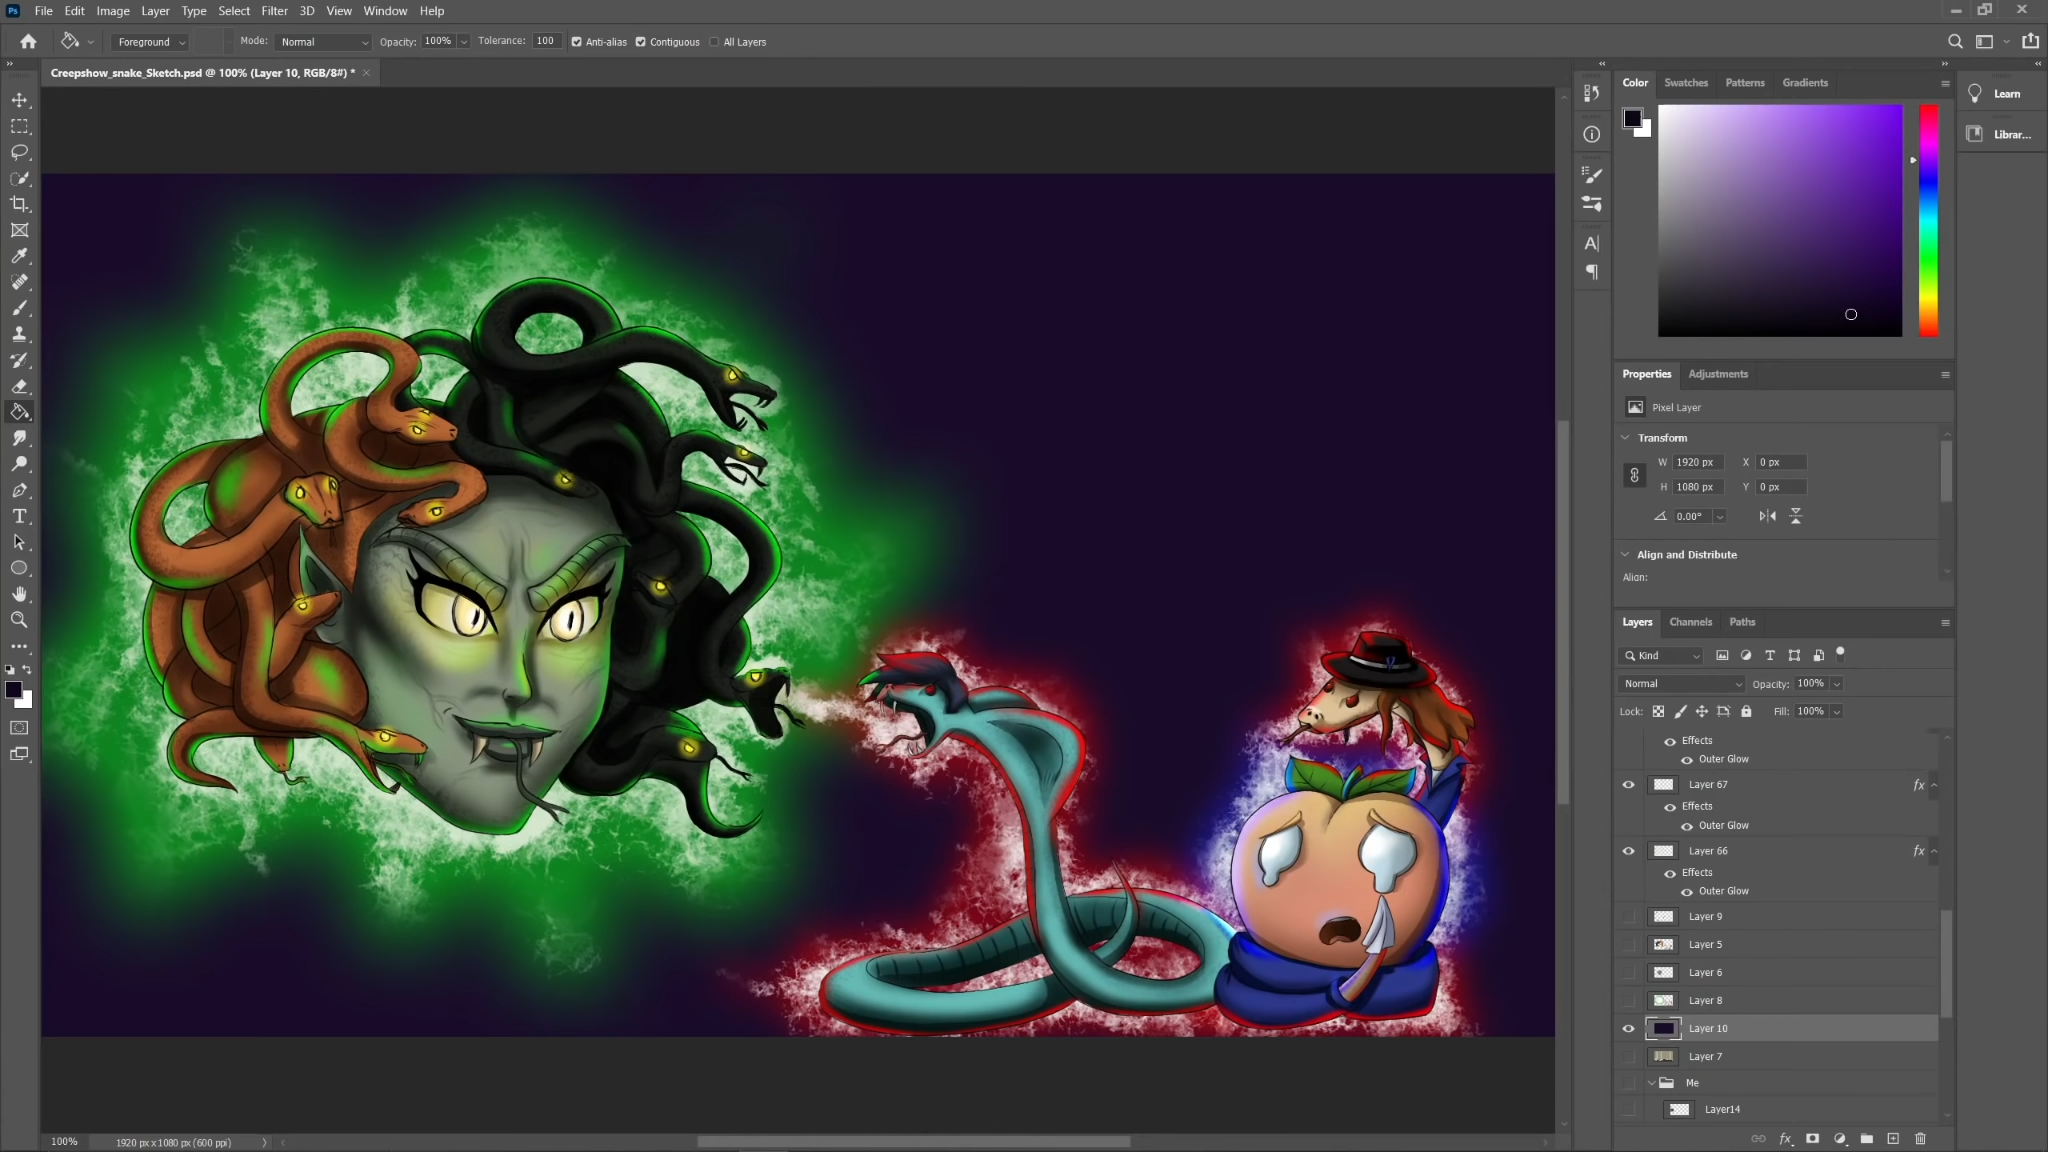 Ps File Edit Image Layer Type Select Filter 3D View Window Help
Foreground Mode: Normal Opacity: 100% Tolerance: 100 Anti-alias Contiguous All Layers
Creepshow_snake_Sketch.psd @ 100% (Layer 10, RGB/8#) *
Color Swatches Patterns Gradients
Learn
Librar...
Properties Adjustments
Pixel Layer
Transform
W 1920 px X 0 px
H 1080 px Y 0 px
0.00°
Align and Distribute
Align:
Layers Channels Paths
Kind
Normal Opacity: 100%
Lock: Fill: 100%
Effects
Outer Glow
Layer 67 fx
Effects
Outer Glow
Layer 66 fx
Effects
Outer Glow
Layer 9
Layer 5
Layer 6
Layer 8
Layer 10
Layer 7
Me
Layer14
fx
100% 1920 px x 1080 px (600 ppi)